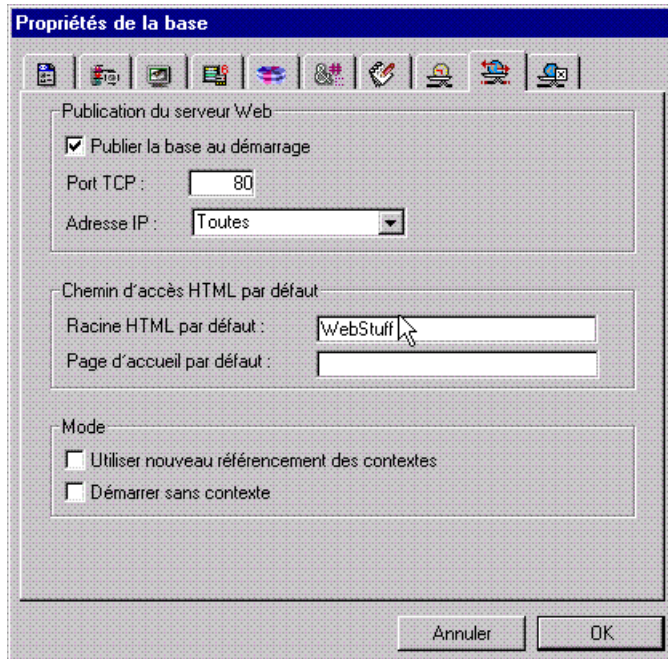 Propriétés de la base
Publication du serveur Web
Publier la base au démarrage
Port TCP : 80
Adresse IP : Toutes
Chemin d'accès HTML par défaut
Racine HTML par défaut : WebStuff
Page d'accueil par défaut :
Mode
Utiliser nouveau référencement des contextes
Démarrer sans contexte
Annuler OK